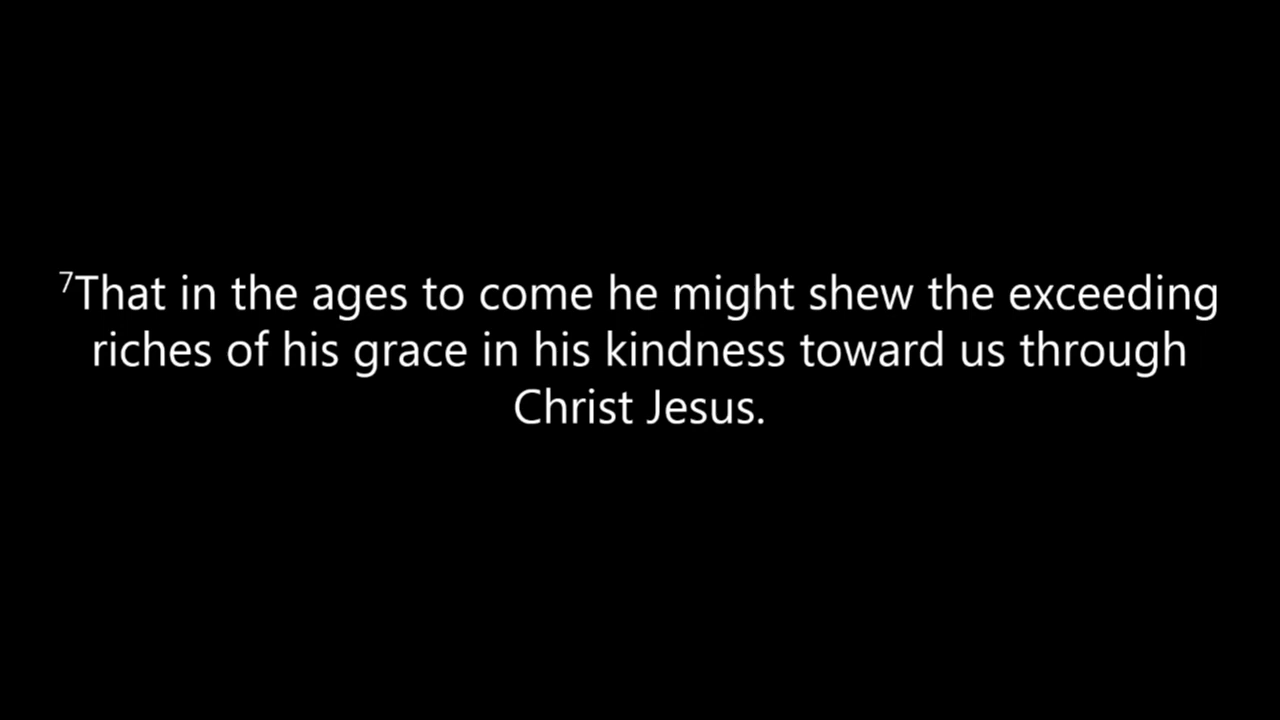 ⁷That in the ages to come he might shew the exceeding
riches of his grace in his kindness toward us through
Christ Jesus.